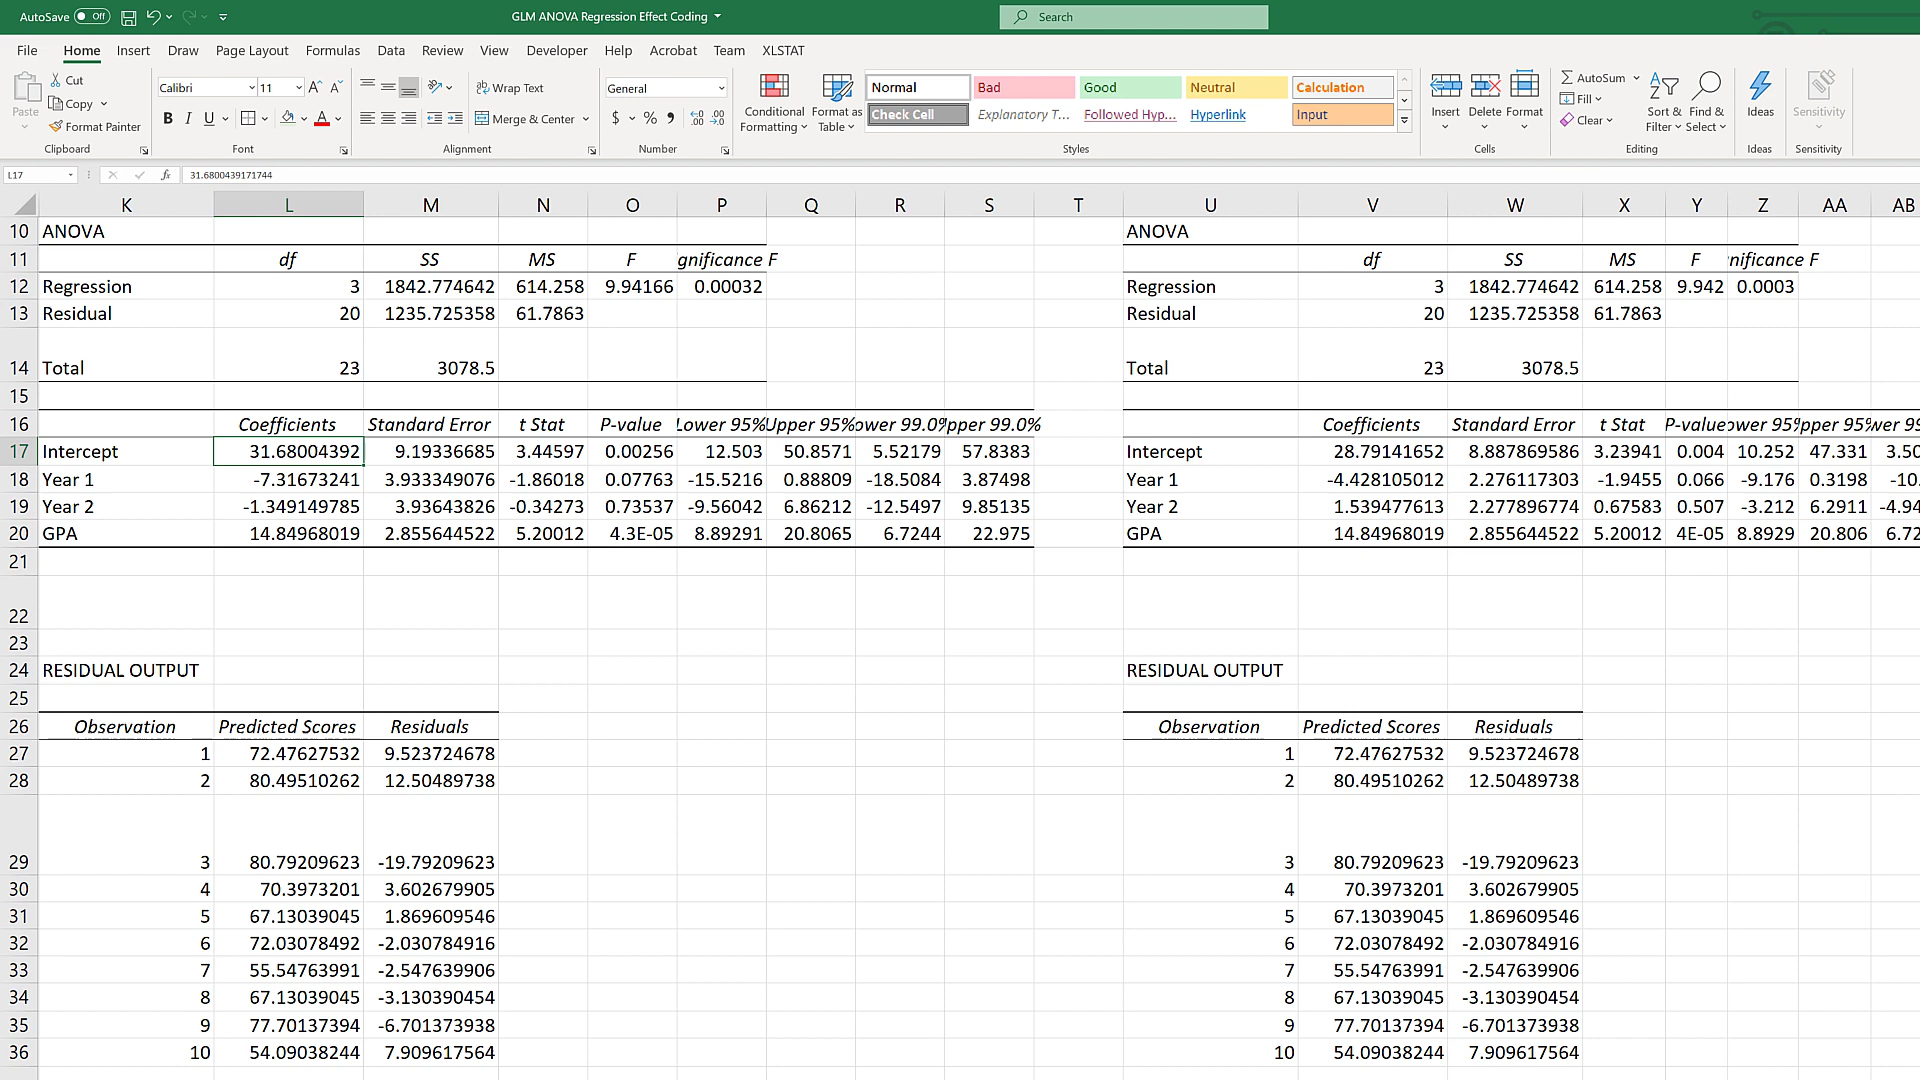 AutoSave Off GLM ANOVA Regression Effect Coding Search
File Home Insert Draw Page Layout Formulas Data Review View Developer Help Acrobat Team XLSTAT
Paste Cut Copy Format Painter Clipboard
Calibri 11 B I U A Font
Wrap Text Merge & Center Alignment
General $ % Number
Conditional Formatting Format as Table Normal Bad Good Neutral Calculation
Check Cell Explanatory T... Followed Hyp... Hyperlink Input Styles
Insert Delete Format Cells
AutoSum Fill Clear Sort & Filter Find & Select Editing
Ideas Ideas Sensitivity Sensitivity
L17 fx 31.6800439171744
K L M N O P Q R S T U V W X Y Z AA AB
10 ANOVA ANOVA
11 df SS MS F gnificance F df SS MS F nificance F
12 Regression 3 1842.774642 614.258 9.94166 0.00032 Regression 3 1842.774642 614.258 9.942 0.0003
13 Residual 20 1235.725358 61.7863 Residual 20 1235.725358 61.7863
14 Total 23 3078.5 Total 23 3078.5
15
16 Coefficients Standard Error t Stat P-value Lower 95% Upper 95% ower 99.0% pper 99.0% Coefficients Standard Error t Stat P-value ower 95% pper 95% wer 99
17 Intercept 31.68004392 9.19336685 3.44597 0.00256 12.503 50.8571 5.52179 57.8383 Intercept 28.79141652 8.887869586 3.23941 0.004 10.252 47.331 3.50
18 Year 1 -7.31673241 3.933349076 -1.86018 0.07763 -15.5216 0.88809 -18.5084 3.87498 Year 1 -4.428105012 2.276117303 -1.9455 0.066 -9.176 0.3198 -10.
19 Year 2 -1.349149785 3.93643826 -0.34273 0.73537 -9.56042 6.86212 -12.5497 9.85135 Year 2 1.539477613 2.277896774 0.67583 0.507 -3.212 6.2911 -4.94
20 GPA 14.84968019 2.855644522 5.20012 4.3E-05 8.89291 20.8065 6.7244 22.975 GPA 14.84968019 2.855644522 5.20012 4E-05 8.8929 20.806 6.72
21
22
23
24 RESIDUAL OUTPUT RESIDUAL OUTPUT
25
26 Observation Predicted Scores Residuals Observation Predicted Scores Residuals
27 1 72.47627532 9.523724678 1 72.47627532 9.523724678
28 2 80.49510262 12.50489738 2 80.49510262 12.50489738
29 3 80.79209623 -19.79209623 3 80.79209623 -19.79209623
30 4 70.3973201 3.602679905 4 70.3973201 3.602679905
31 5 67.13039045 1.869609546 5 67.13039045 1.869609546
32 6 72.03078492 -2.030784916 6 72.03078492 -2.030784916
33 7 55.54763991 -2.547639906 7 55.54763991 -2.547639906
34 8 67.13039045 -3.130390454 8 67.13039045 -3.130390454
35 9 77.70137394 -6.701373938 9 77.70137394 -6.701373938
36 10 54.09038244 7.909617564 10 54.09038244 7.909617564